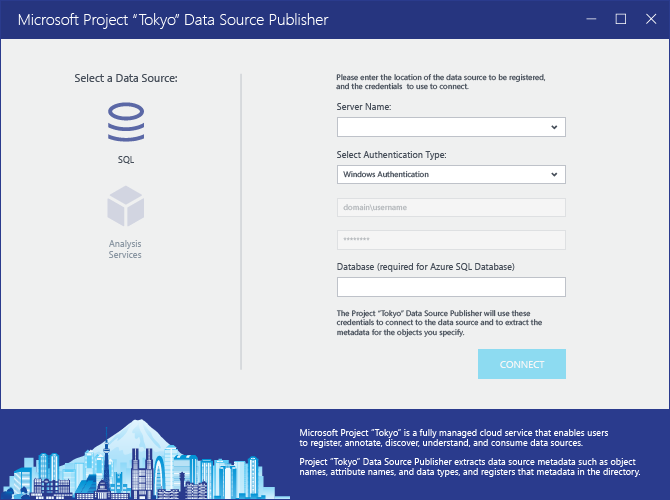 Microsoft Project “Tokyo” Data Source Publisher
Select a Data Source:
SQL
Analysis
Services
Please enter the location of the data source to be registered,
and the credentials to use to connect.
Server Name:
Select Authentication Type:
Windows Authentication
domain\username
********
Database (required for Azure SQL Database)
The Project “Tokyo” Data Source Publisher will use these
credentials to connect to the data source and to extract the
metadata for the objects you specify.
CONNECT
Microsoft Project “Tokyo” is a fully managed cloud service that enables users
to register, annotate, discover, understand, and consume data sources.
Project “Tokyo” Data Source Publisher extracts data source metadata such as object
names, attribute names, and data types, and registers that metadata in the directory.